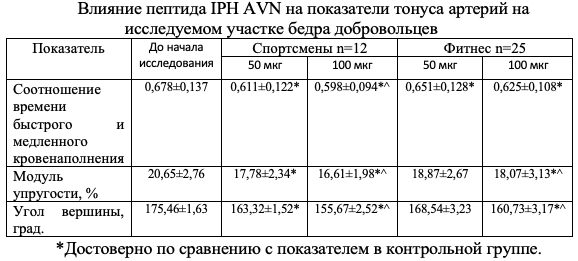 Влияние пептида IPH AVN на показатели тонуса артерий на
исследуемом участке бедра добровольцев
Показатель До начала исследования Спортсмены n=12 Фитнес n=25
50 мкг 100 мкг 50 мкг 100 мкг
Соотношение 0,678±0,137 0,611±0,122* 0,598±0,094*^ 0,651±0,128* 0,625±0,108*
времени
быстрого и
медленного
кровенаполнения
Модуль 20,65±2,76 17,78±2,34* 16,61±1,98*^ 18,87±2,67 18,07±3,13*^
упругости, %
Угол вершины, 175,46±1,63 163,32±1,52* 155,67±2,52*^ 168,54±3,23 160,73±3,17*^
град.
*Достоверно по сравнению с показателем в контрольной группе.